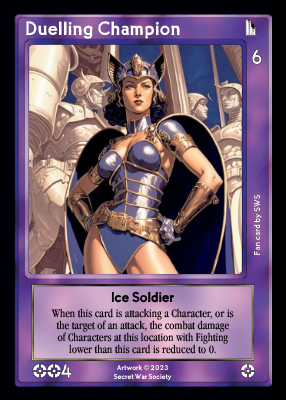 Duelling Champion
6
Fan card by SWS
Ice Soldier
When this card is attacking a Character, or is
the target of an attack, the combat damage
of Characters at this location with Fighting
lower than this card is reduced to 0.
4
Artwork © 2023
Secret War Society